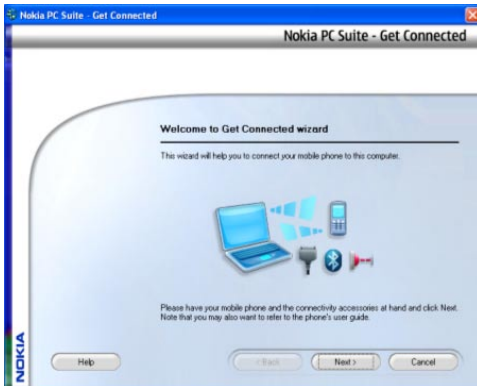 Nokia PC Suite - Get Connected
Nokia PC Suite - Get Connected
Welcome to Get Connected wizard
This wizard will help you to connect your mobile phone to this computer.
Please have your mobile phone and the connectivity accessories at hand and click Next.
Note that you may also want to refer to the phone's user guide.
NOKIA
Help
< Back
Next >
Cancel